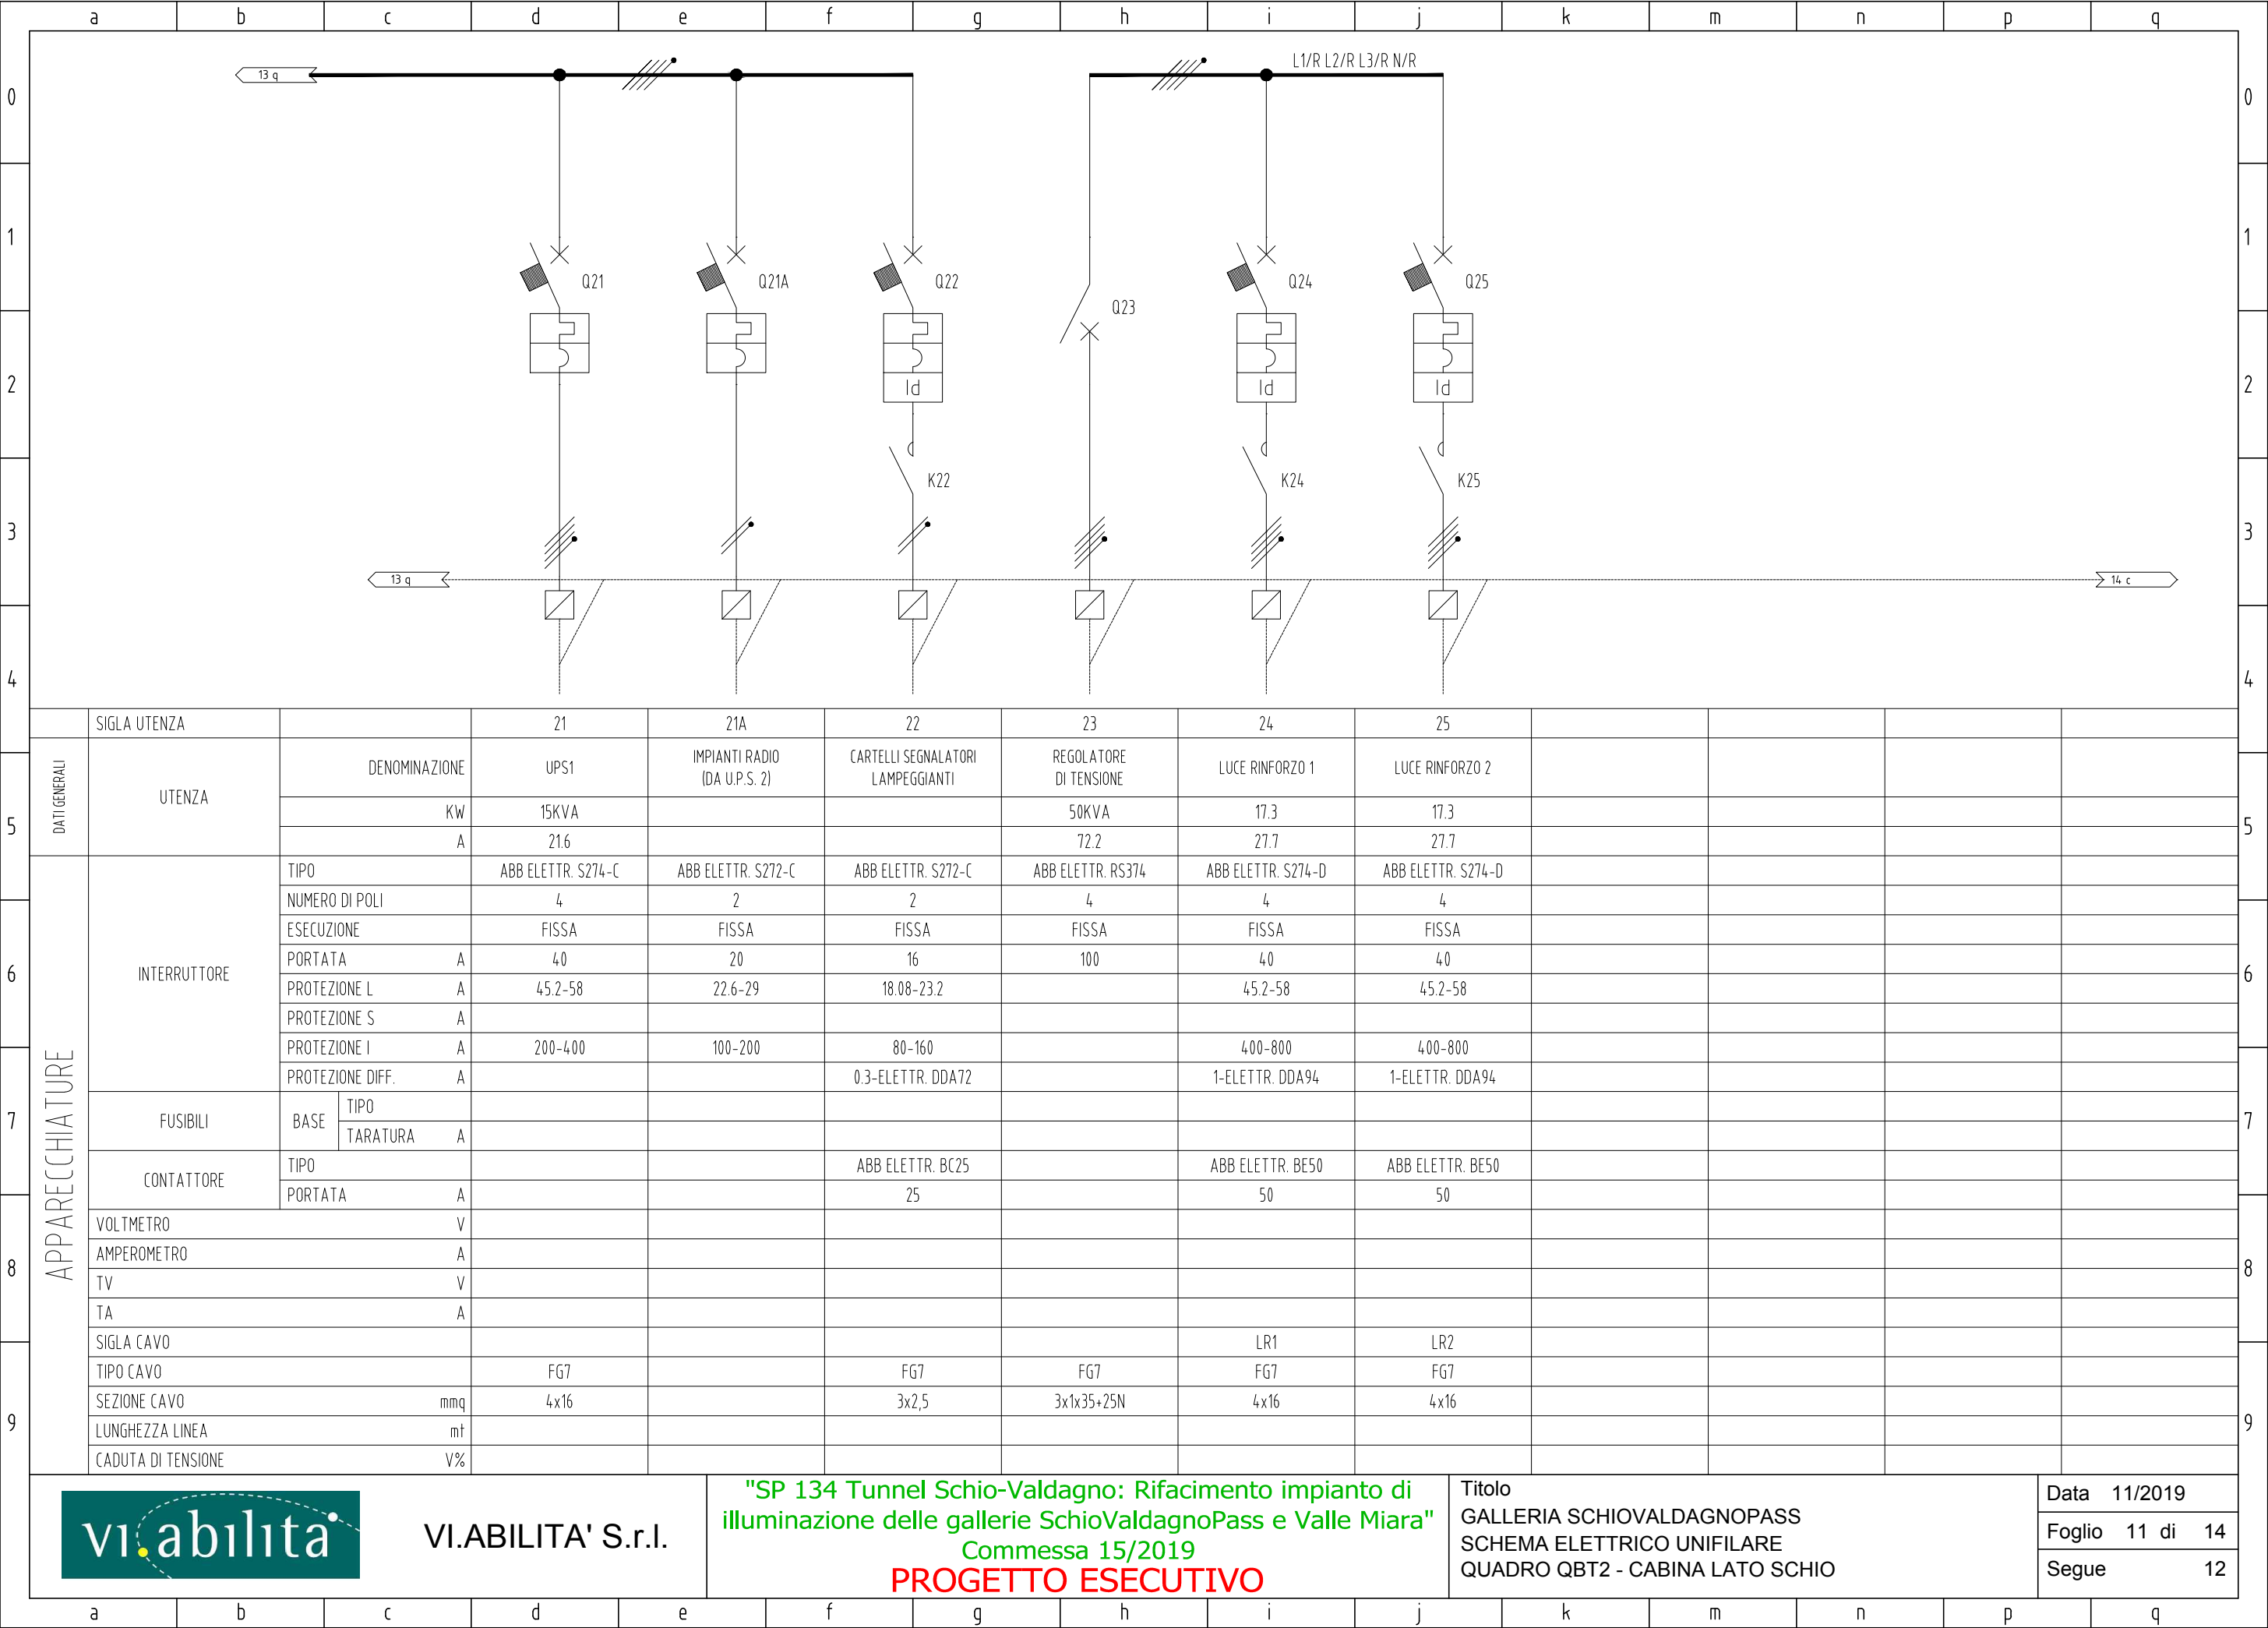 a b c d e f g h i j k m n p q
0 0
1 1
2 2
3 3
4 4
5 5
6 6
7 7
8 8
9 9
13 q
L1/R L2/R L3/R N/R
Q21 Q21A Q22 Q23 Q24 Q25
Id Id Id
K22 K24 K25
13 q 14 c
SIGLA UTENZA 21 21A 22 23 24 25
DATI GENERALI
UTENZA
DENOMINAZIONE UPS1 IMPIANTI RADIO (DA U.P.S. 2) CARTELLI SEGNALATORI LAMPEGGIANTI REGOLATORE DI TENSIONE LUCE RINFORZO 1 LUCE RINFORZO 2
KW 15KVA 50KVA 17.3 17.3
A 21.6 72.2 27.7 27.7
APPARECCHIATURE
INTERRUTTORE
TIPO ABB ELETTR. S274-C ABB ELETTR. S272-C ABB ELETTR. S272-C ABB ELETTR. RS374 ABB ELETTR. S274-D ABB ELETTR. S274-D
NUMERO DI POLI 4 2 2 4 4 4
ESECUZIONE FISSA FISSA FISSA FISSA FISSA FISSA
PORTATA A 40 20 16 100 40 40
PROTEZIONE L A 45.2-58 22.6-29 18.08-23.2 45.2-58 45.2-58
PROTEZIONE S A
PROTEZIONE I A 200-400 100-200 80-160 400-800 400-800
PROTEZIONE DIFF. A 0.3-ELETTR. DDA72 1-ELETTR. DDA94 1-ELETTR. DDA94
FUSIBILI BASE TIPO
TARATURA A
CONTATTORE
TIPO ABB ELETTR. BC25 ABB ELETTR. BE50 ABB ELETTR. BE50
PORTATA A 25 50 50
VOLTMETRO V
AMPEROMETRO A
TV V
TA A
SIGLA CAVO LR1 LR2
TIPO CAVO FG7 FG7 FG7 FG7 FG7
SEZIONE CAVO mmq 4x16 3x2,5 3x1x35+25N 4x16 4x16
LUNGHEZZA LINEA mt
CADUTA DI TENSIONE V%
vi.abilità
VI.ABILITA' S.r.l.
"SP 134 Tunnel Schio-Valdagno: Rifacimento impianto di
illuminazione delle gallerie SchioValdagnoPass e Valle Miara"
Commessa 15/2019
PROGETTO ESECUTIVO
Titolo
GALLERIA SCHIOVALDAGNOPASS
SCHEMA ELETTRICO UNIFILARE
QUADRO QBT2 - CABINA LATO SCHIO
Data 11/2019
Foglio 11 di 14
Segue 12
a b c d e f g h i j k m n p q